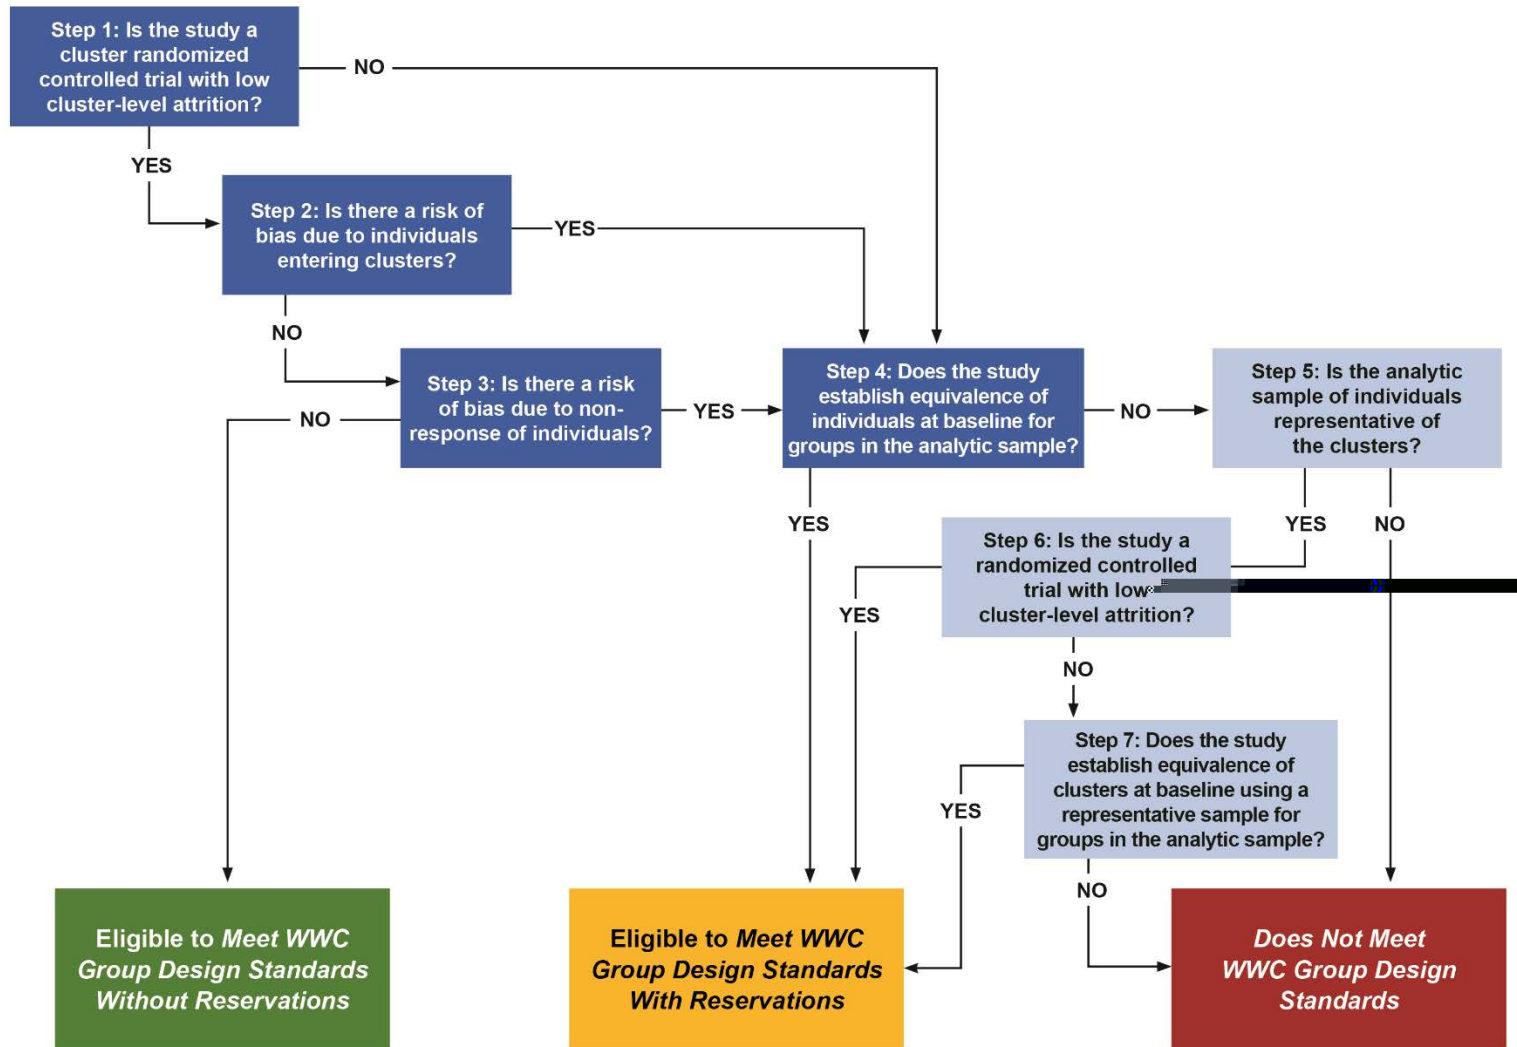 Step 1: Is the study a
cluster randomized
controlled trial with low
cluster-level attrition?
NO
YES
Step 2: Is there a risk of
bias due to individuals
entering clusters?
YES
NO
Step 3: Is there a risk
of bias due to non-
response of individuals?
NO
YES
Step 4: Does the study
establish equivalence of
individuals at baseline for
groups in the analytic sample?
NO
YES
Step 5: Is the analytic
sample of individuals
representative of
the clusters?
YES
NO
Step 6: Is the study a
randomized controlled
trial with low
cluster-level attrition?
YES
NO
Step 7: Does the study
establish equivalence of
clusters at baseline using a
representative sample for
groups in the analytic sample?
YES
NO
Eligible to Meet WWC
Group Design Standards
Without Reservations
Eligible to Meet WWC
Group Design Standards
With Reservations
Does Not Meet
WWC Group Design
Standards